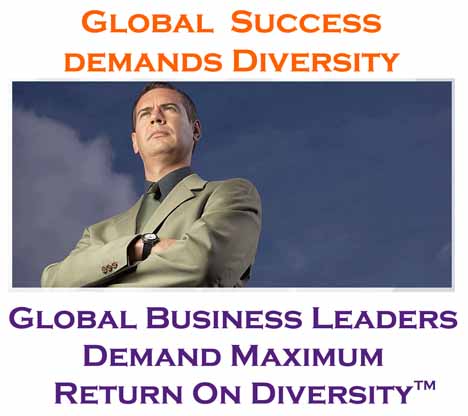 Global Success
demands Diversity
Global Business Leaders
Demand Maximum
Return On Diversity™